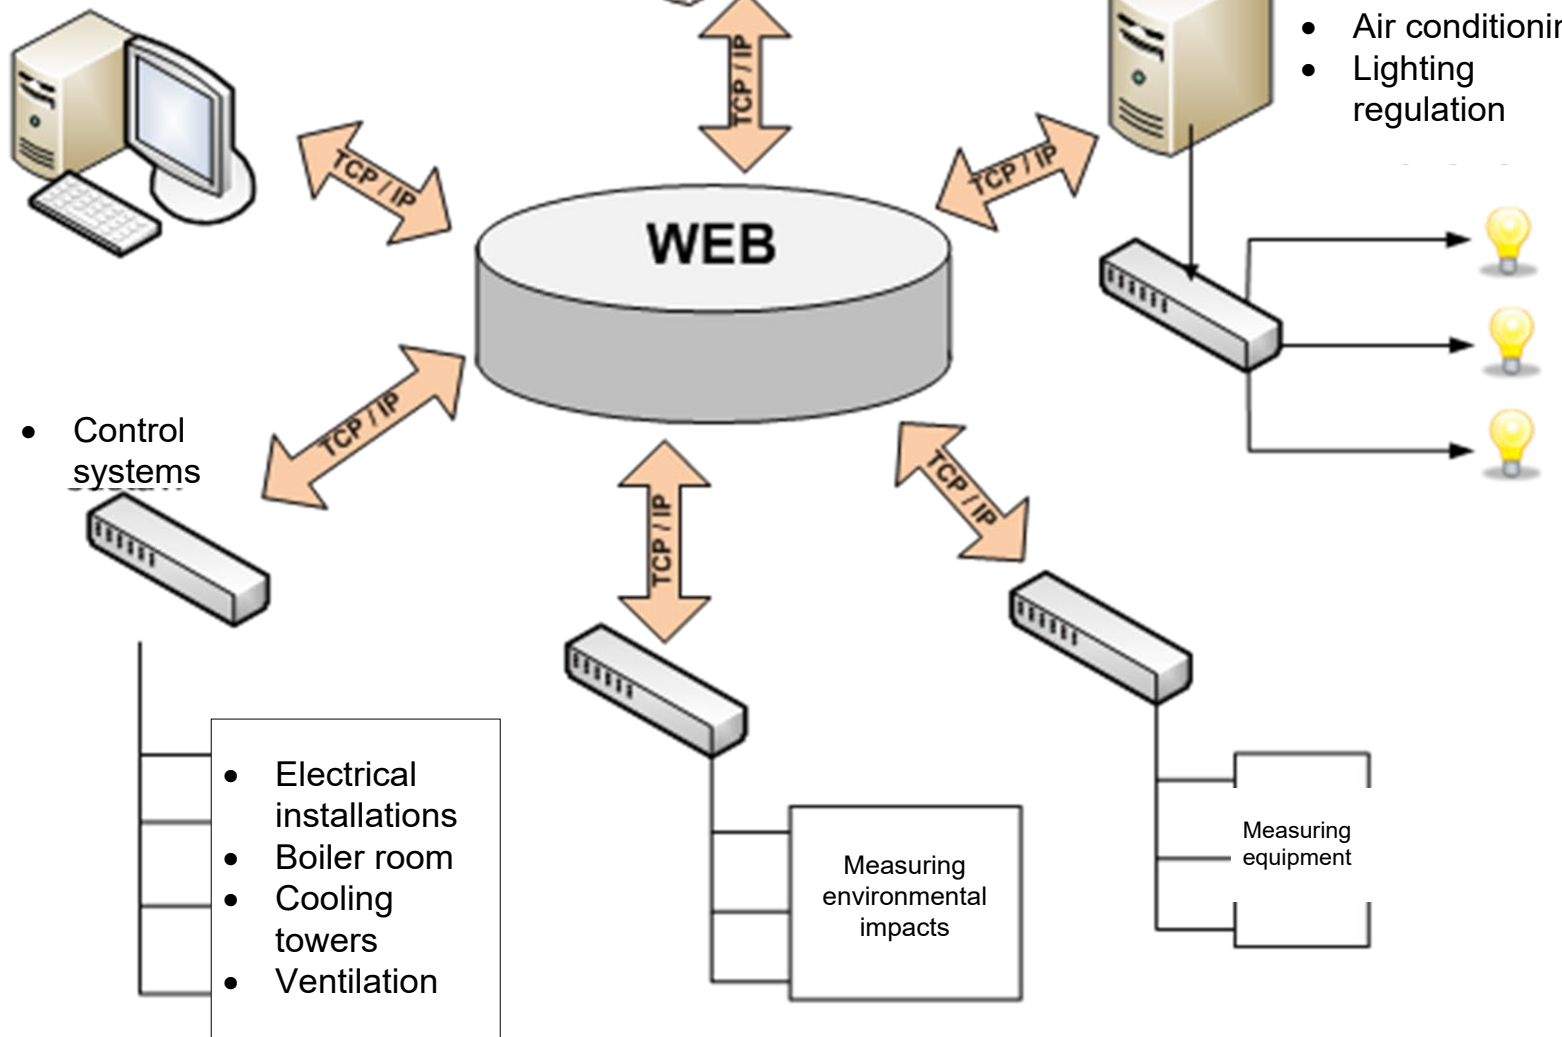 TCP / IP
• Lighting
regulation
TCP / IP
TCP / IP
WEB
TCP / IP
• Control
systems
TCP / IP
TCP / IP
• Electrical
installations
• Boiler room
• Cooling
towers
• Ventilation
Measuring
environmental
impacts
Measuring
equipment
• Air